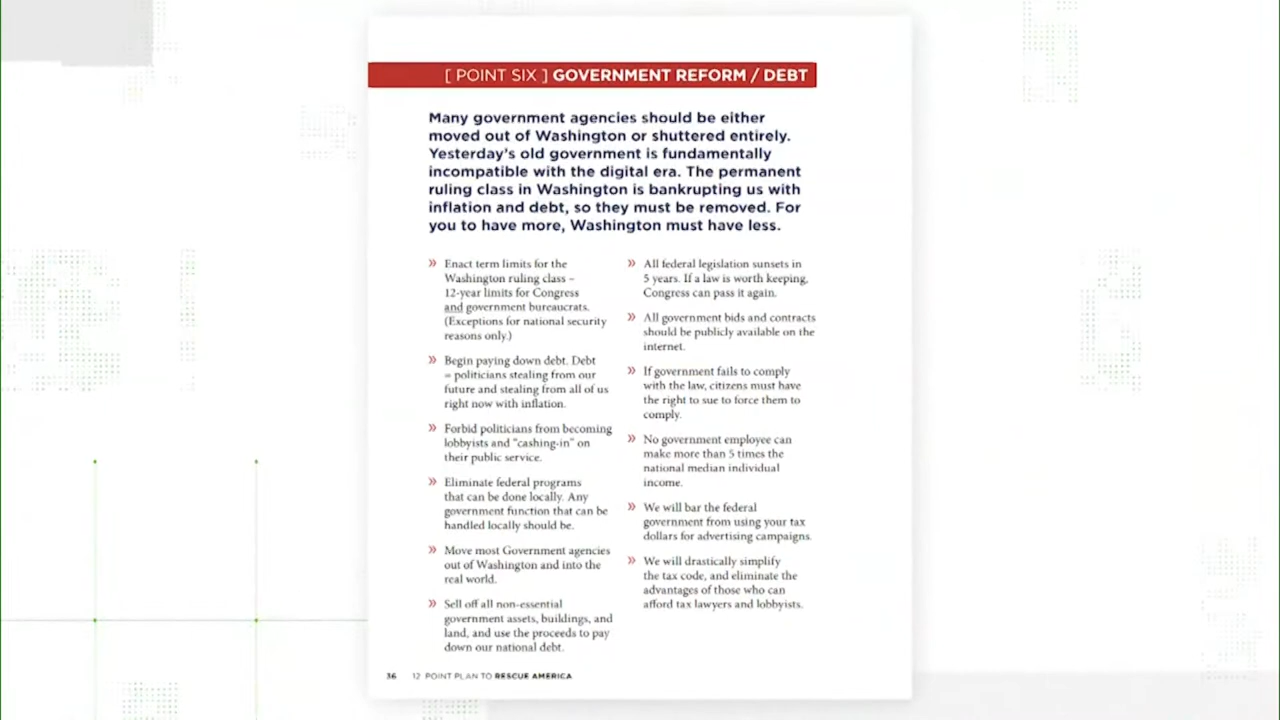 [ POINT SIX ] GOVERNMENT REFORM / DEBT
Many government agencies should be either
moved out of Washington or shuttered entirely.
Yesterday's old government is fundamentally
incompatible with the digital era. The permanent
ruling class in Washington is bankrupting us with
inflation and debt, so they must be removed. For
you to have more, Washington must have less.
» Enact term limits for the
Washington ruling class –
12-year limits for Congress
and government bureaucrats.
(Exceptions for national security
reasons only.)
» Begin paying down debt. Debt
= politicians stealing from our
future and stealing from all of us
right now with inflation.
» Forbid politicians from becoming
lobbyists and "cashing-in" on
their public service.
» Eliminate federal programs
that can be done locally. Any
government function that can be
handled locally should be.
» Move most Government agencies
out of Washington and into the
real world.
» Sell off all non-essential
government assets, buildings, and
land, and use the proceeds to pay
down our national debt.
» All federal legislation sunsets in
5 years. If a law is worth keeping,
Congress can pass it again.
» All government bids and contracts
should be publicly available on the
internet.
» If government fails to comply
with the law, citizens must have
the right to sue to force them to
comply.
» No government employee can
make more than 5 times the
national median individual
income.
» We will bar the federal
government from using your tax
dollars for advertising campaigns.
» We will drastically simplify
the tax code, and eliminate the
advantages of those who can
afford tax lawyers and lobbyists.
36 12 POINT PLAN TO RESCUE AMERICA